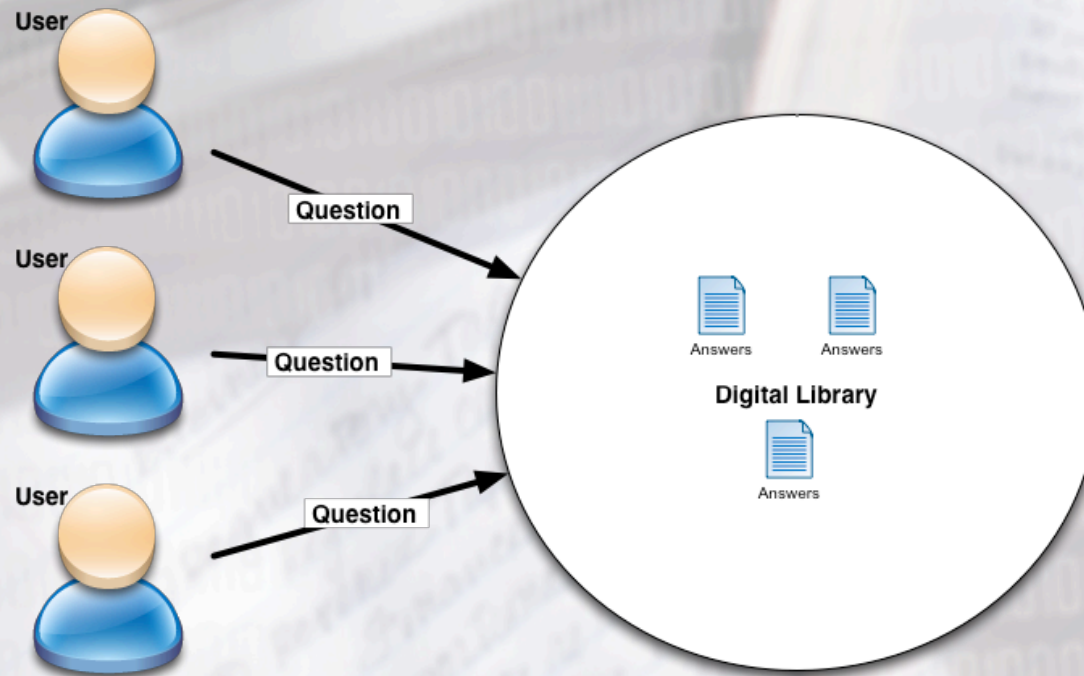 User
Question
User
Question
User
Question
Answers
Answers
Digital Library
Answers